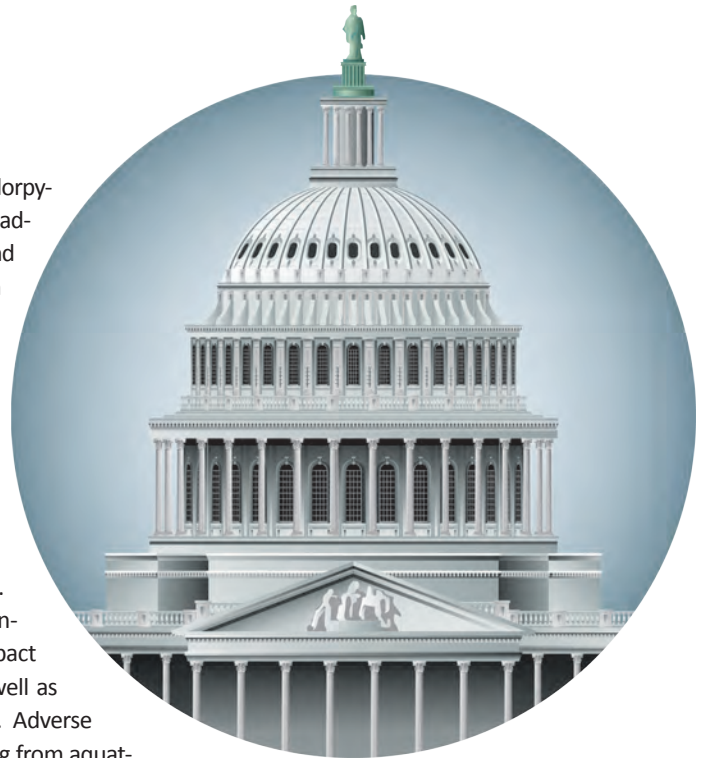 lorpy-
ad-
nd
.
n-
pact
well as
. Adverse
g from aquat-